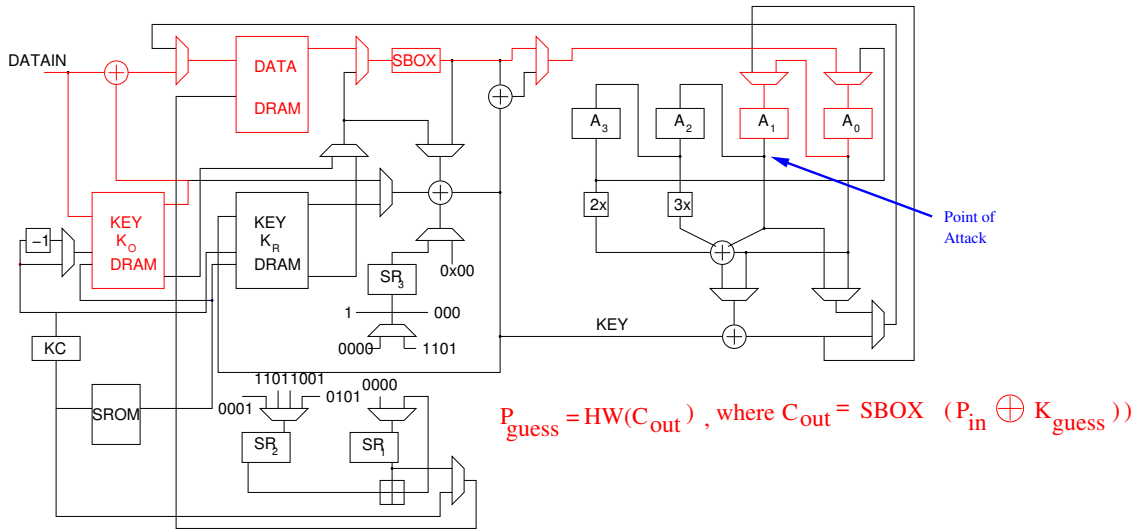 DATAIN
DATA
DRAM
SBOX
A3
A2
A1
A0
2x
3x
Point of
Attack
KEY
KO
DRAM
KEY
KR
DRAM
−1
0x00
SR3
1
000
0000
1101
KEY
KC
SROM
11011001
0001
0101
0000
SR2
SR1
Pguess = HW(Cout) , where Cout = SBOX (Pin ⊕ Kguess))